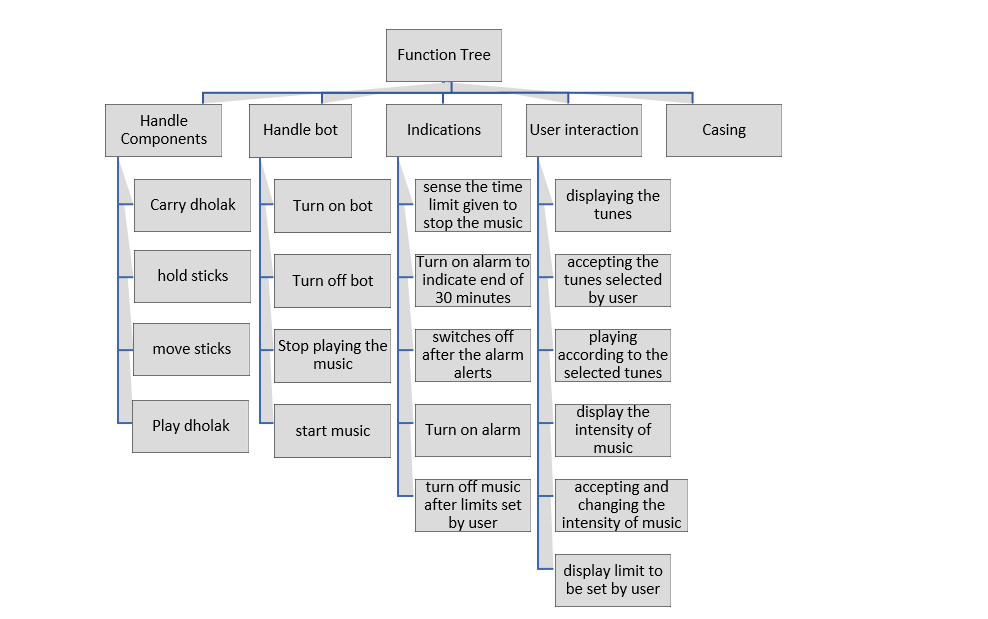 Function Tree
Handle
Components
Handle bot
Indications
User interaction
Casing
Carry dholak
hold sticks
move sticks
Play dholak
Turn on bot
Turn off bot
Stop playing the
music
start music
sense the time
limit given to
stop the music
Turn on alarm to
indicate end of
30 minutes
switches off
after the alarm
alerts
Turn on alarm
turn off music
after limits set
by user
displaying the
tunes
accepting the
tunes selected
by user
playing
according to the
selected tunes
display the
intensity of
music
accepting and
changing the
intensity of music
display limit to
be set by user